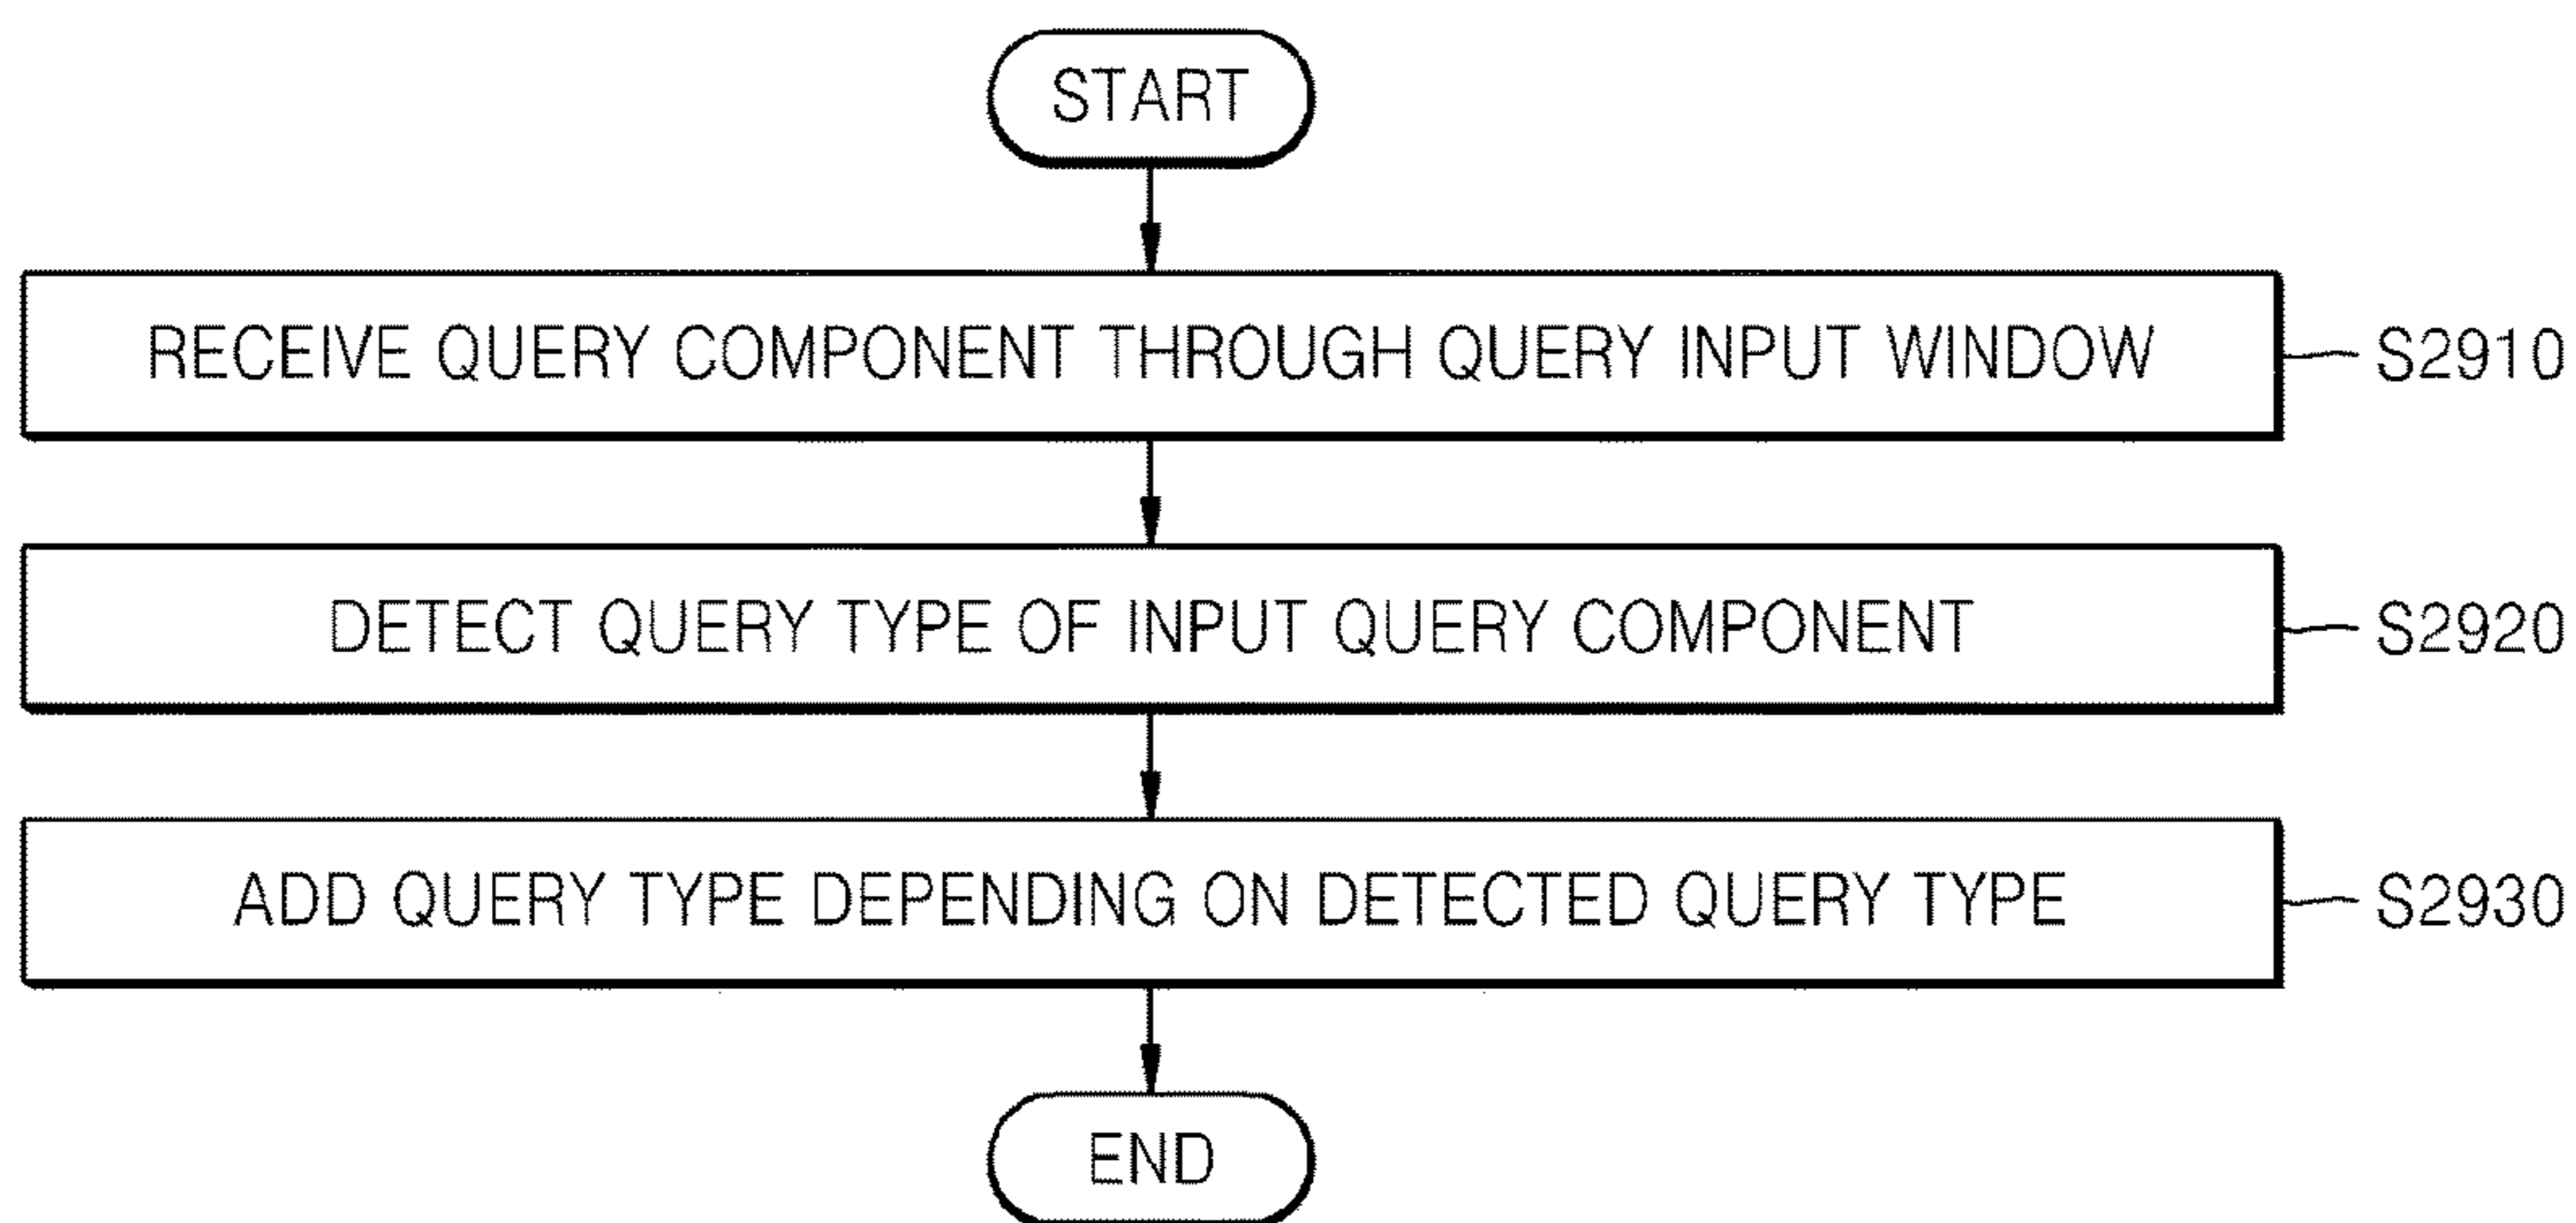 START
RECEIVE QUERY COMPONENT THROUGH QUERY INPUT WINDOW
S2910
DETECT QUERY TYPE OF INPUT QUERY COMPONENT
S2920
ADD QUERY TYPE DEPENDING ON DETECTED QUERY TYPE
S2930
END